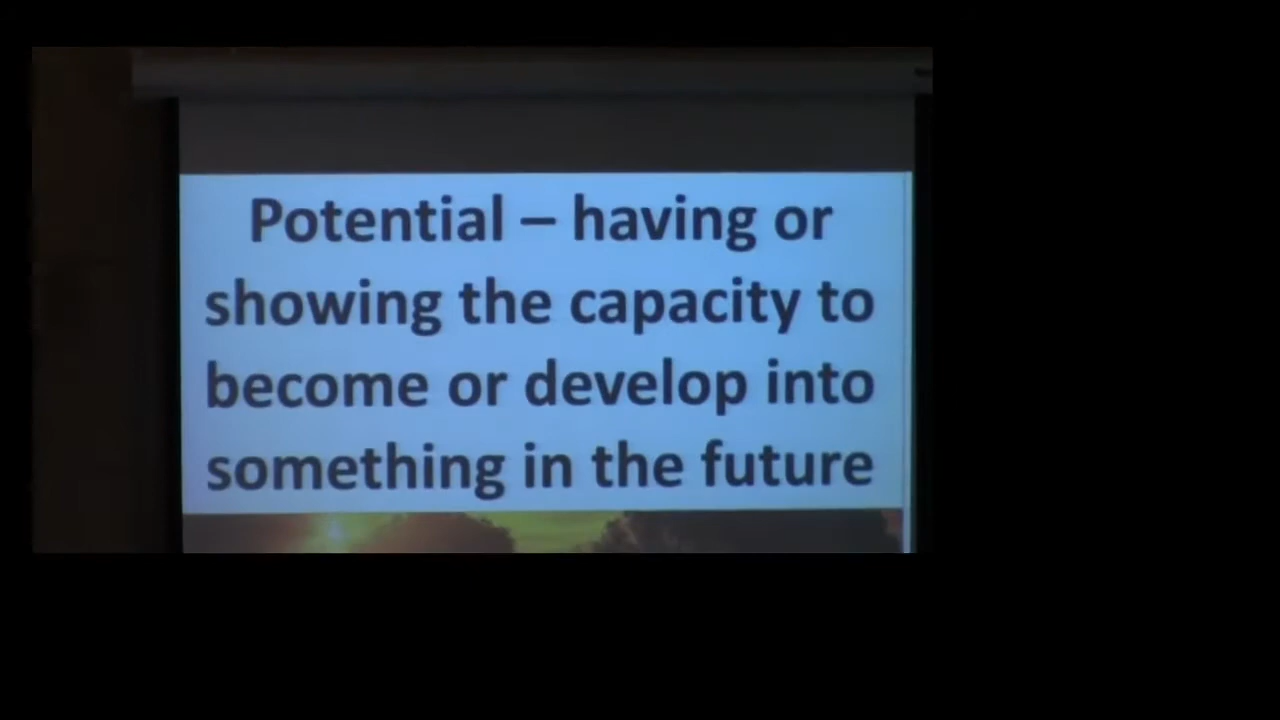 Potential – having or
showing the capacity to
become or develop into
something in the future